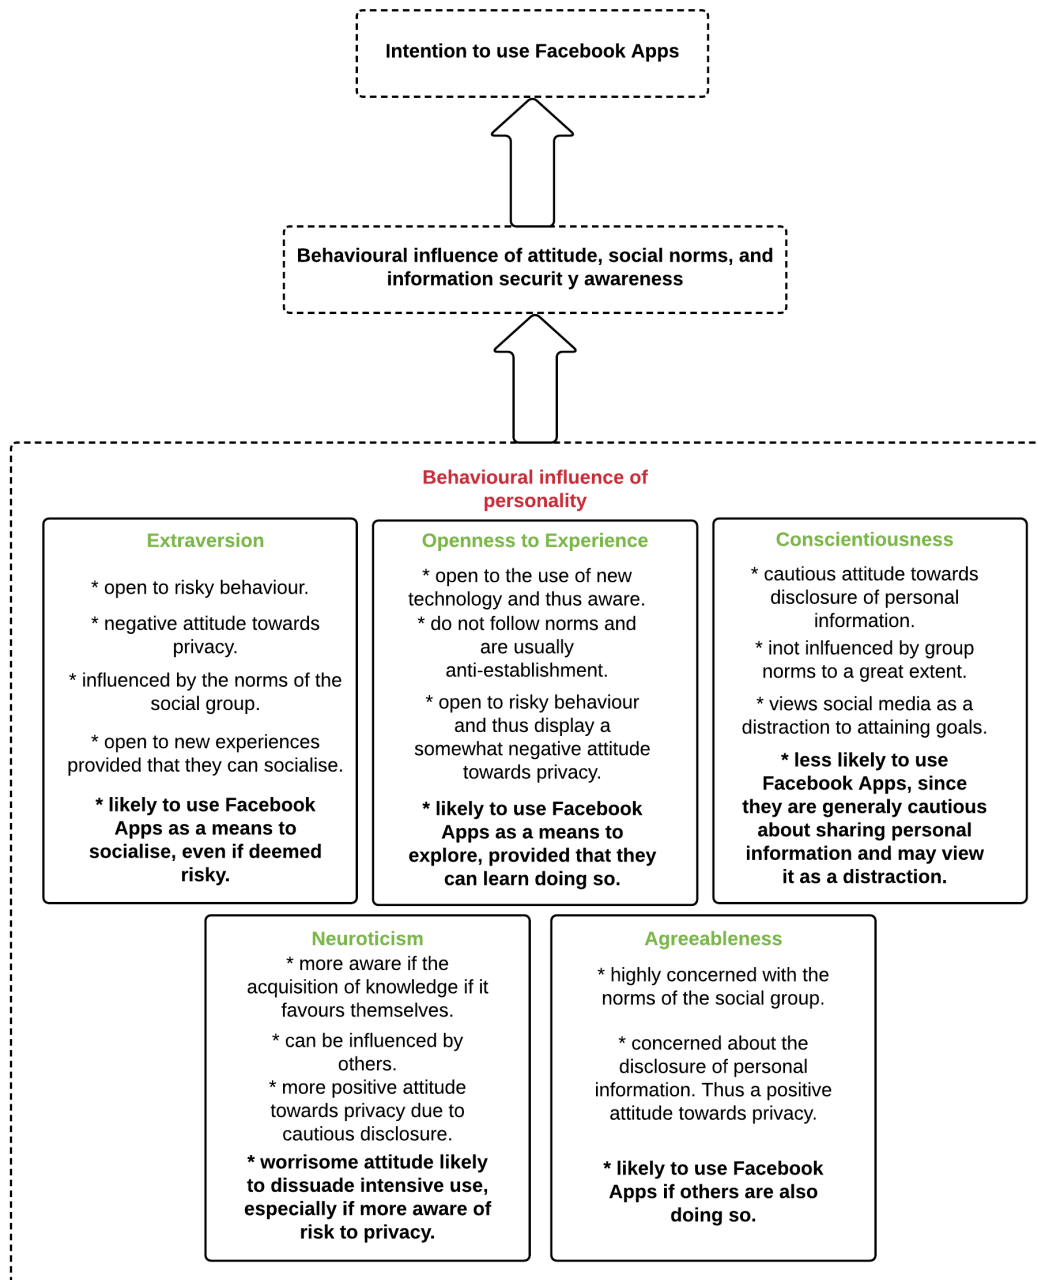 Intention to use Facebook Apps
Behavioural influence of attitude, social norms, and
information securit y awareness
Behavioural influence of
personality
Extraversion
* open to risky behaviour.
* negative attitude towards
privacy.
* influenced by the norms of the
social group.
* open to new experiences
provided that they can socialise.
* likely to use Facebook
Apps as a means to
socialise, even if deemed
risky.
Openness to Experience
* open to the use of new
technology and thus aware.
* do not follow norms and
are usually
anti-establishment.
* open to risky behaviour
and thus display a
somewhat negative attitude
towards privacy.
* likely to use Facebook
Apps as a means to
explore, provided that they
can learn doing so.
Conscientiousness
* cautious attitude towards
disclosure of personal
information.
* inot inlfuenced by group
norms to a great extent.
* views social media as a
distraction to attaining goals.
* less likely to use
Facebook Apps, since
they are generaly cautious
about sharing personal
information and may view
it as a distraction.
Neuroticism
* more aware if the
acquisition of knowledge if it
favours themselves.
* can be influenced by
others.
* more positive attitude
towards privacy due to
cautious disclosure.
* worrisome attitude likely
to dissuade intensive use,
especially if more aware of
risk to privacy.
Agreeableness
* highly concerned with the
norms of the social group.
* concerned about the
disclosure of personal
information. Thus a positive
attitude towards privacy.
* likely to use Facebook
Apps if others are also
doing so.